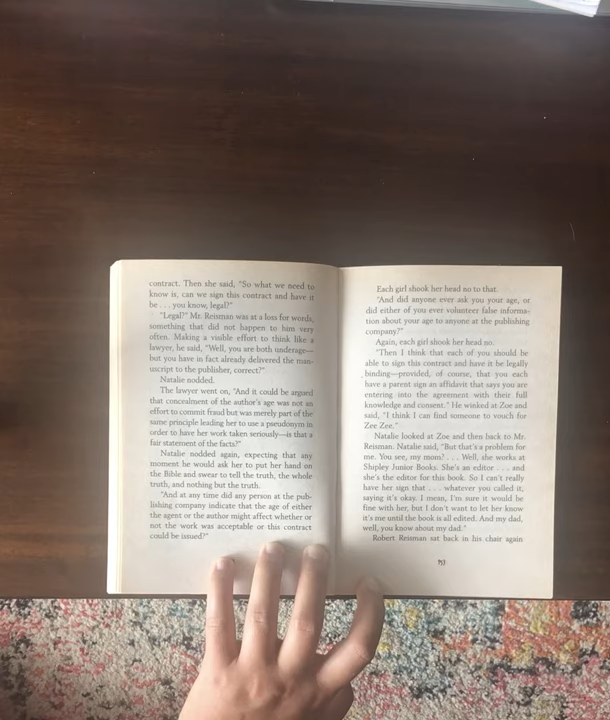 contract. Then she said, "So what we need to
know is, can we sign this contract and have it
be . . . you know, legal?"
"Legal?" Mr. Reisman was at a loss for words,
something that did not happen to him very
often. Making a visible effort to think like a
lawyer, he said, "Well, you are both underage—
but you have in fact already delivered the man-
uscript to the publisher, correct?"
Natalie nodded.
The lawyer went on, "And it could be argued
that concealment of the author's age was not an
effort to commit fraud but was merely part of the
same principle leading her to use a pseudonym in
order to have her work taken seriously—is that a
fair statement of the facts?"
Natalie nodded again, expecting that any
moment he would ask her to put her hand on
the Bible and swear to tell the truth, the whole
truth, and nothing but the truth.
"And at any time did any person at the pub-
lishing company indicate that the age of either
the agent or the author might affect whether or
not the work was acceptable or this contract
could be issued?"
Each girl shook her head no to that.
"And did anyone ever ask you your age, or
did either of you ever volunteer false informa-
tion about your age to anyone at the publishing
company?"
Again, each girl shook her head no.
"Then I think that each of you should be
able to sign this contract and have it be legally
binding—provided, of course, that you each
have a parent sign an affidavit that says you are
entering into the agreement with their full
knowledge and consent." He winked at Zoe and
said, "I think I can find someone to vouch for
Zee Zee."
Natalie looked at Zoe and then back to Mr.
Reisman. Natalie said, "But that's a problem for
me. You see, my mom? . . . Well, she works at
Shipley Junior Books. She's an editor . . . and
she's the editor for this book. So I can't really
have her sign that . . . whatever you called it,
saying it's okay. I mean, I'm sure it would be
fine with her, but I don't want to let her know
it's me until the book is all edited. And my dad,
well, you know about my dad."
Robert Reisman sat back in his chair again